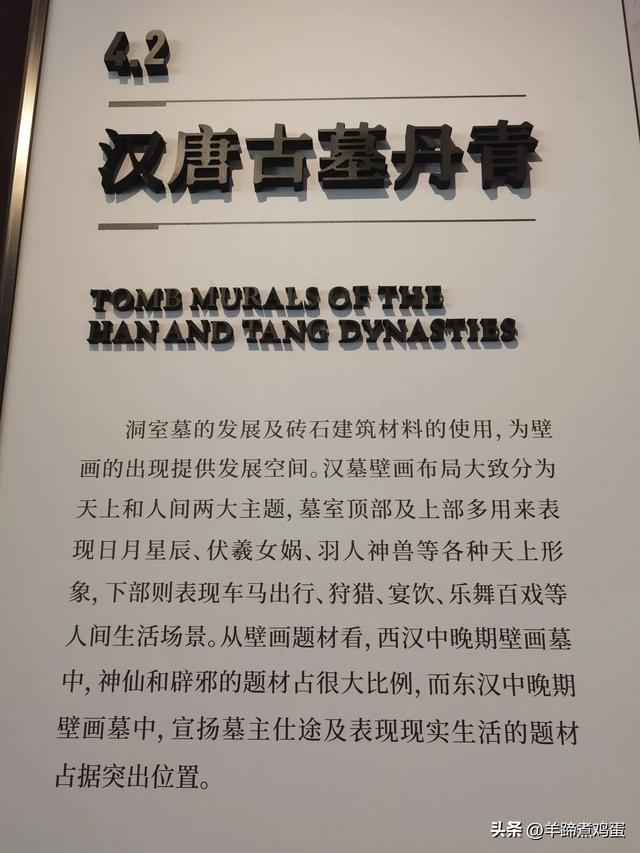 4.2
汉唐古墓丹青
TOMB MURALS OF THE
HAN AND TANG DYNASTIES
洞室墓的发展及砖石建筑材料的使用，为壁
画的出现提供发展空间。汉墓壁画布局大致分为
天上和人间两大主题，墓室顶部及上部多用来表
现日月星辰、伏羲女娲、羽人神兽等各种天上形
象，下部则表现车马出行、狩猎、宴饮、乐舞百戏等
人间生活场景。从壁画题材看，西汉中晚期壁画墓
中，神仙和辟邪的题材占很大比例，而东汉中晚期
壁画墓中，宣扬墓主仕途及表现现实生活的题材
占据突出位置。
头条 @羊蹄煮鸡蛋